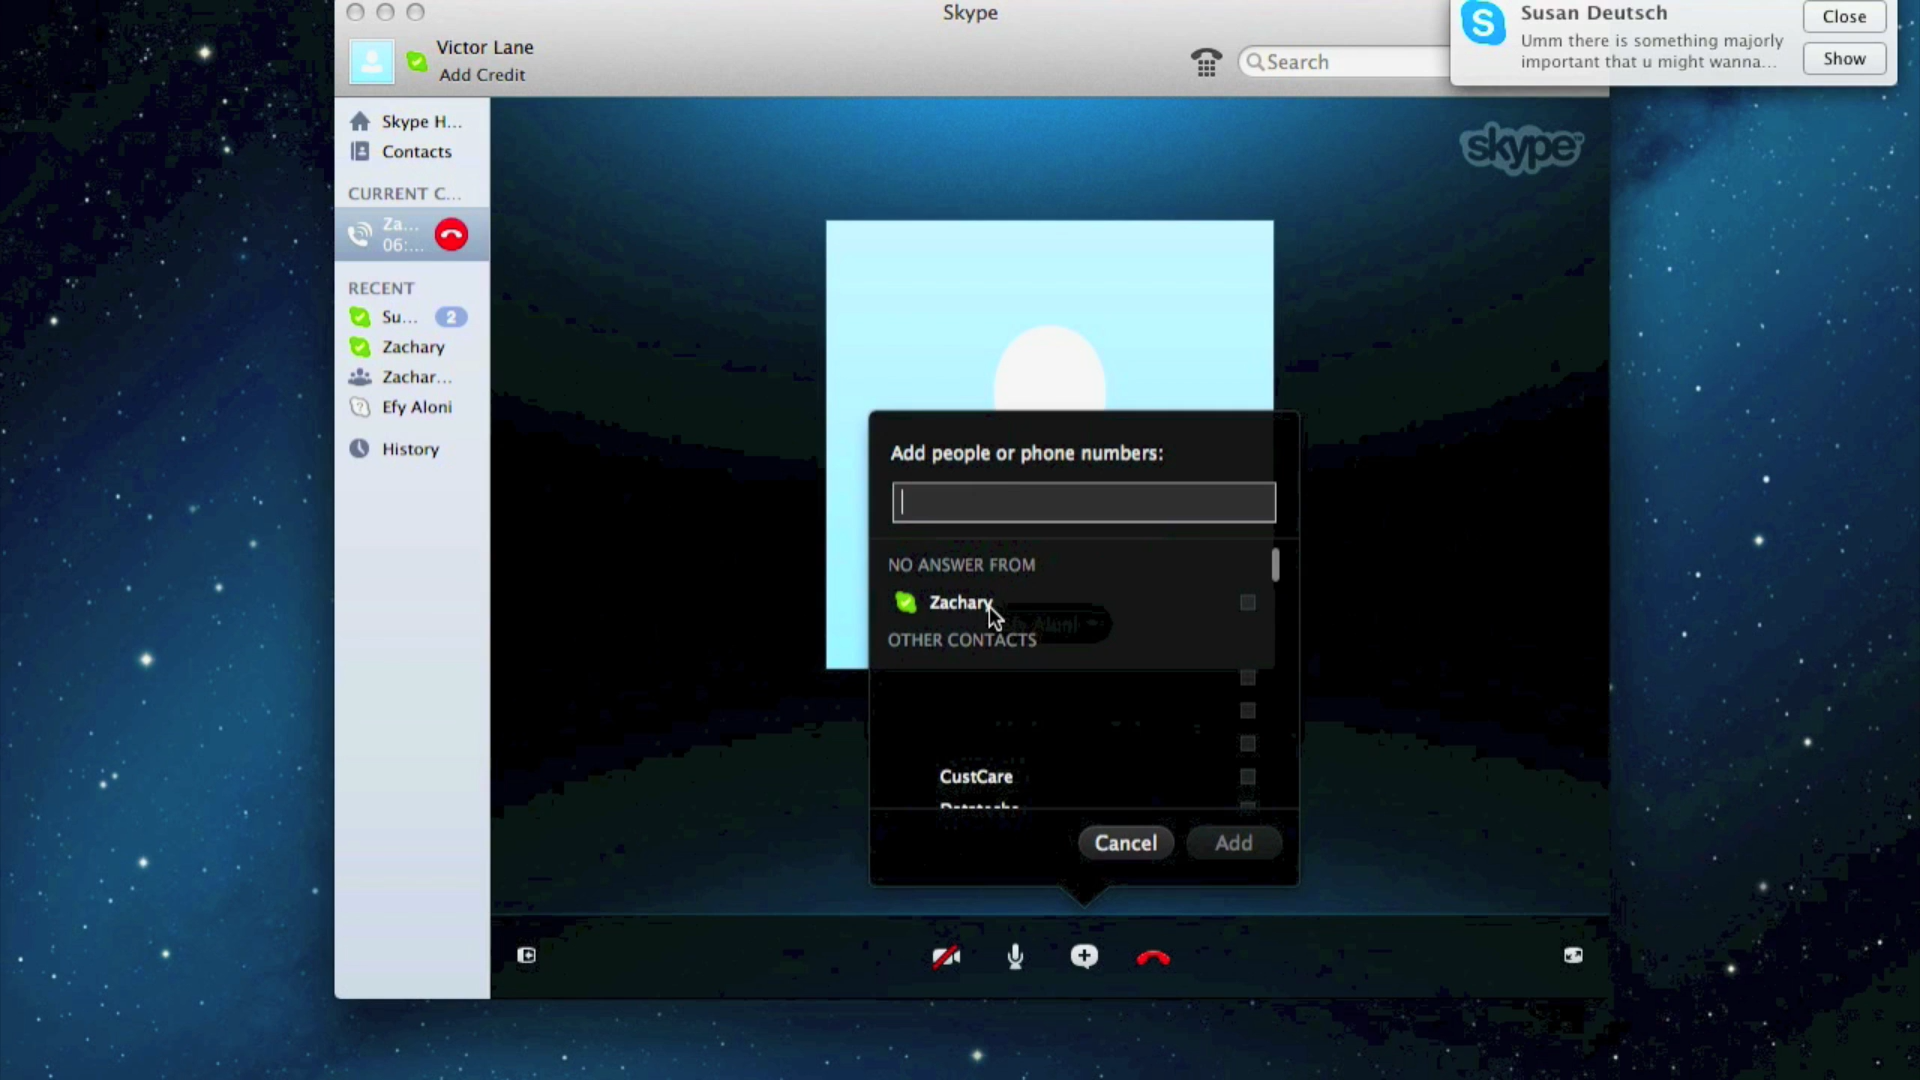 Skype
Victor Lane
Add Credit
Search
Susan Deutsch
Umm there is something majorly
important that u might wanna...
Close
Show
Skype H...
Contacts
CURRENT C...
Za...
06:...
RECENT
Su...
2
Zachary
Zachar...
Efy Aloni
History
skype
Add people or phone numbers:
NO ANSWER FROM
Zachary
OTHER CONTACTS
CustCare
Cancel
Add